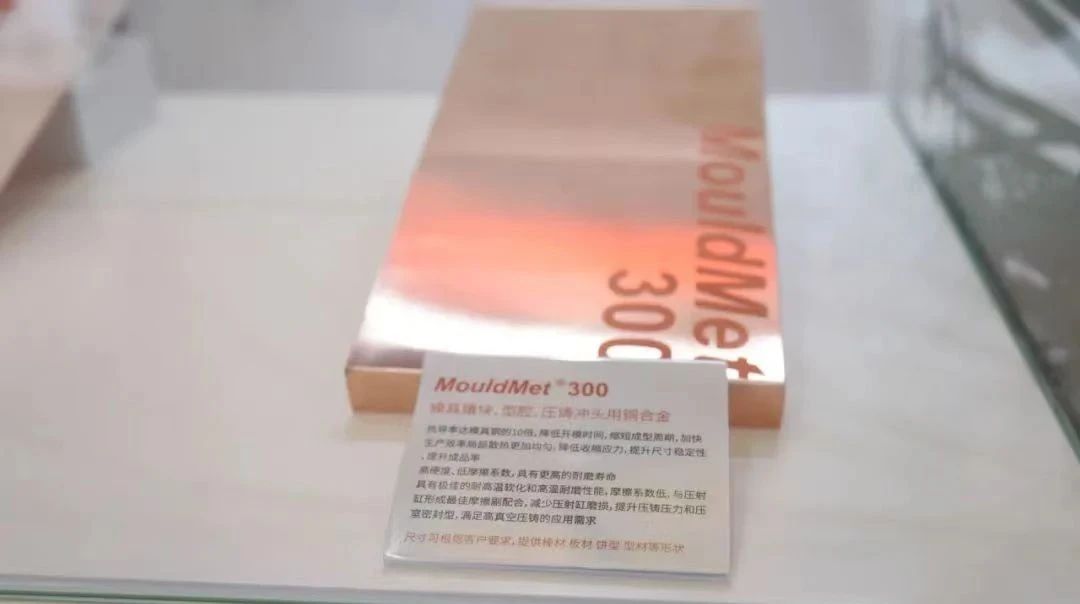 MouldMet
300
MouldMet®300
模具镶块、型腔、压铸冲头用铜合金
热导率达模具钢的10倍，降低开模时间，缩短成型周期，加快
生产效率局部散热更加均匀，降低收缩应力，提升尺寸稳定性
、提升成品率
高硬度、低摩擦系数，具有更高的耐磨寿命
具有极佳的耐高温软化和高温耐磨性能，摩擦系数低，与压射
缸形成最佳摩擦副配合，减少压射缸磨损，提升压铸压力和压
室密封型，满足高真空压铸的应用需求
尺寸可根据客户要求，提供棒材 板材 饼型 型材等形状